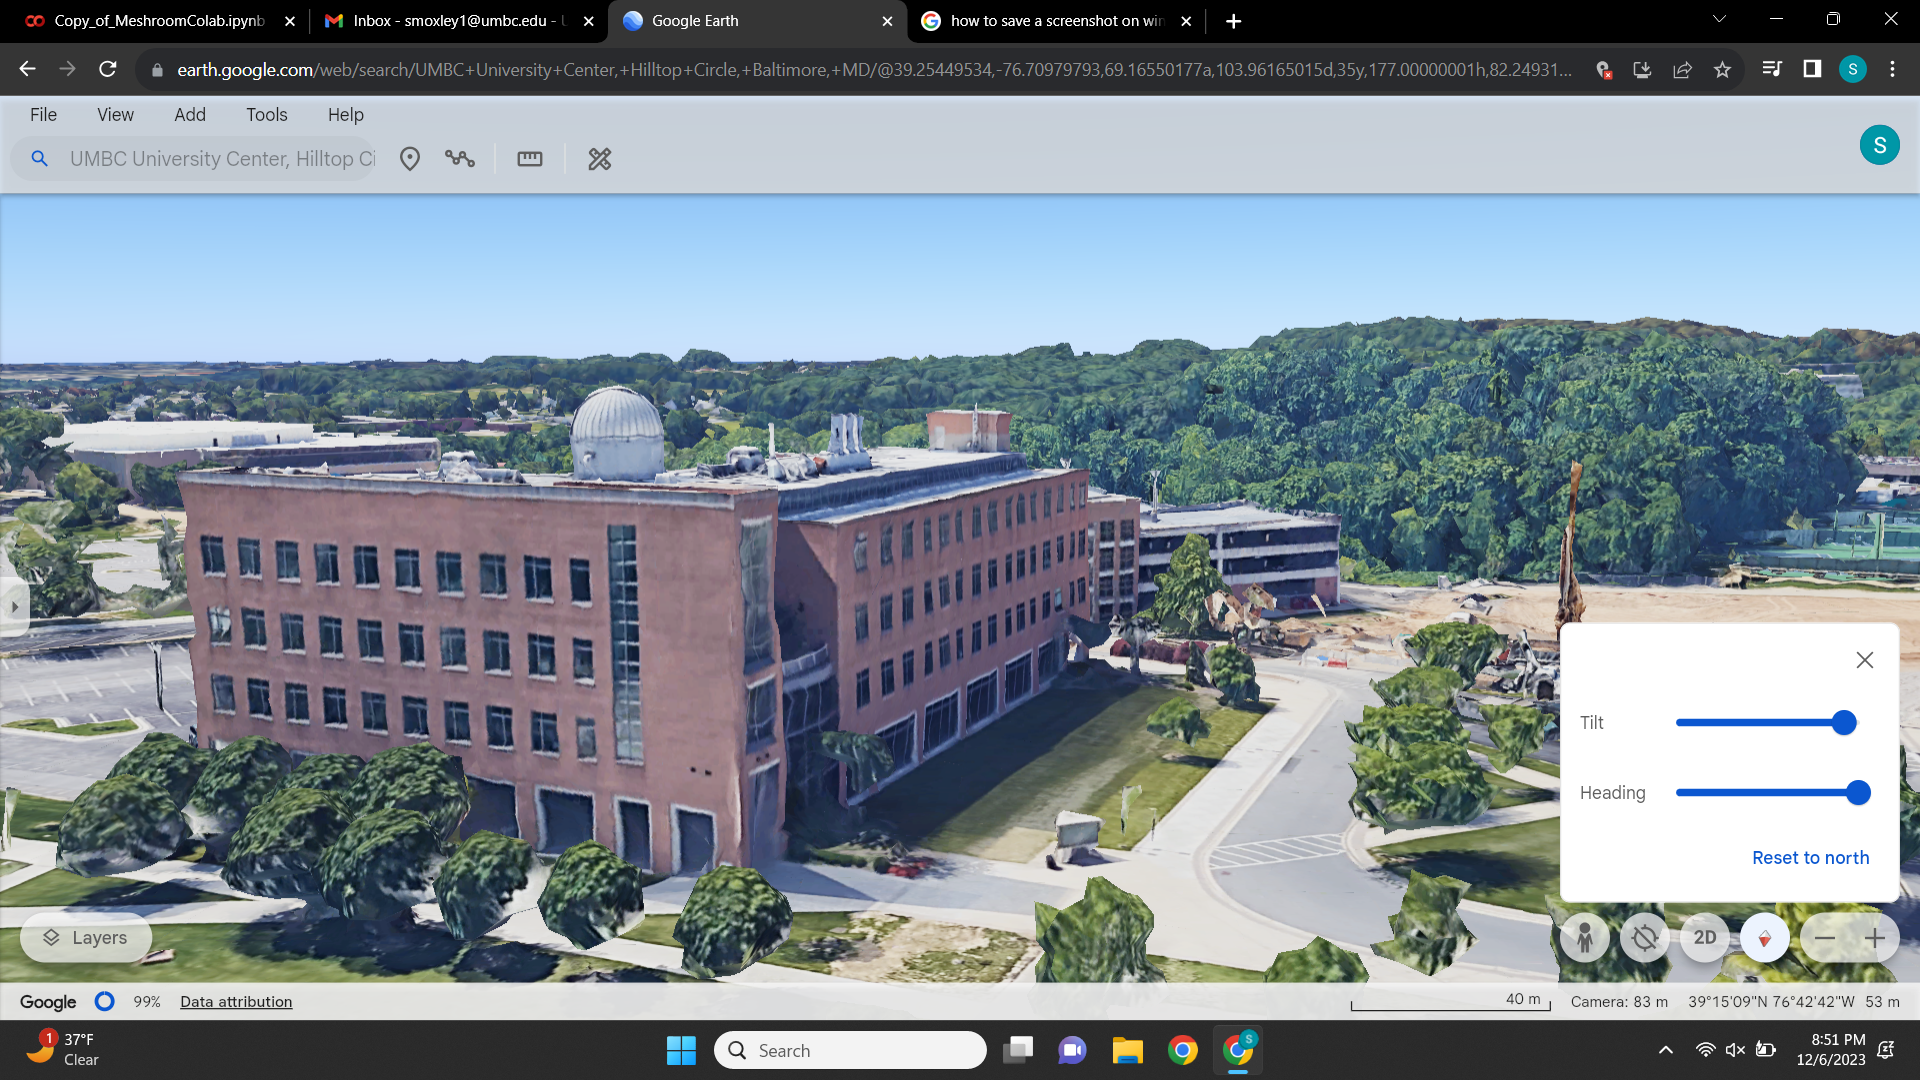 Copy_of_MeshroomColab.ipynb
Inbox - smoxley1@umbc.edu -
Google Earth
how to save a screenshot on win
earth.google.com/web/search/UMBC+University+Center,+Hilltop+Circle,+Baltimore,+MD/@39.25449534,-76.70979793,69.16550177a,103.96165015d,35y,177.00000001h,82.24931...
S
File View Add Tools Help
UMBC University Center, Hilltop Ci
S
Tilt
Heading
Reset to north
Layers
2D
Google 99% Data attribution
40 m Camera: 83 m 39°15'09"N 76°42'42"W 53 m
1
37°F
Clear
Search
S
8:51 PM
12/6/2023